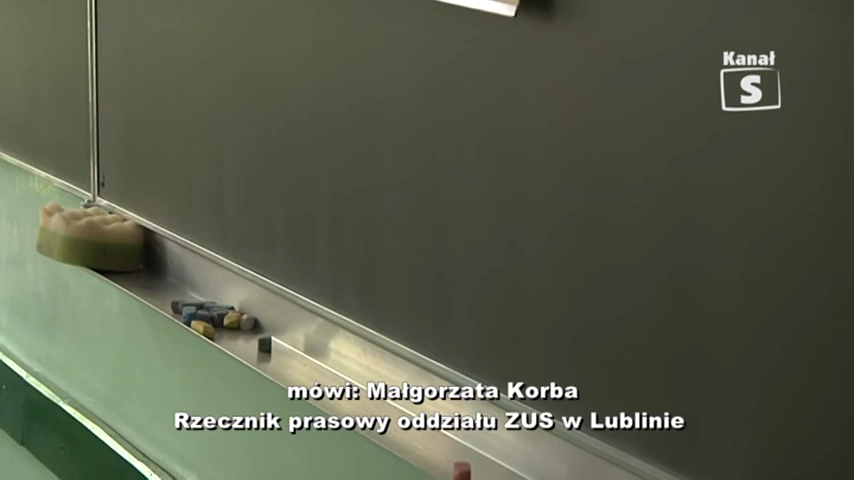 Kanał
S
mówi: Małgorzata Korba
Rzecznik prasowy oddziału ZUS w Lublinie